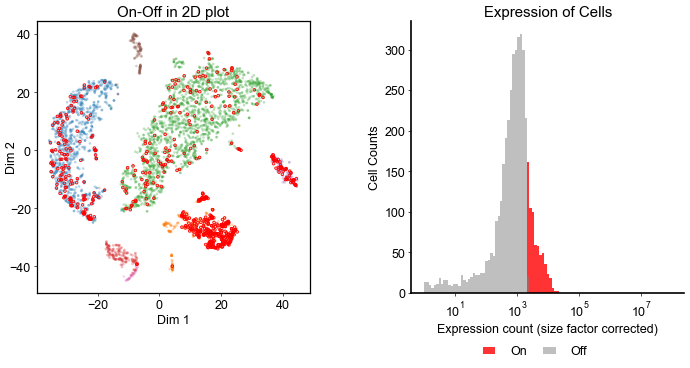 On-Off in 2D plot
40
20
0
−20
−40
Dim 2
−20
0
20
40
Dim 1
Expression of Cells
300
250
200
150
100
50
0
Cell Counts
10^1
10^3
10^5
10^7
Expression count (size factor corrected)
On
Off